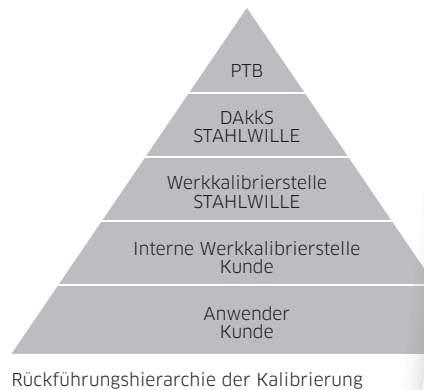 PTB
DAkkS
STAHLWILLE
Werkkalibrierstelle
STAHLWILLE
Interne Werkkalibrierstelle
Kunde
Anwender
Kunde
Rückführungshierarchie der Kalibrierung